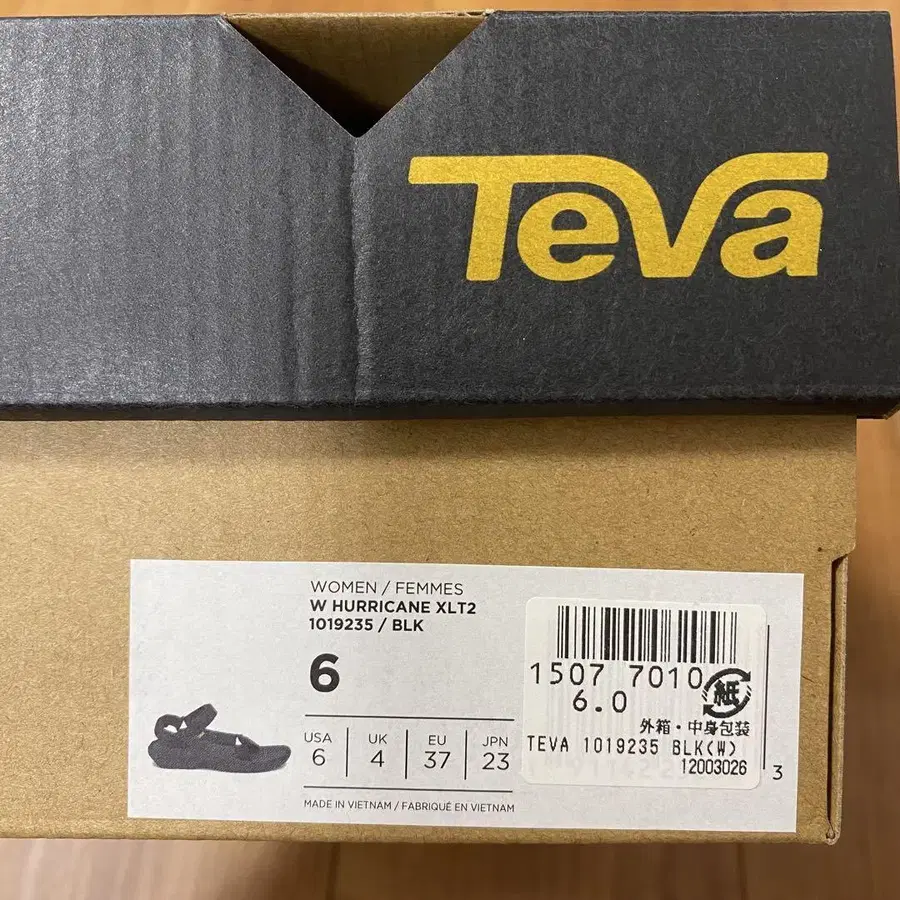 Teva
WOMEN / FEMMES
W HURRICANE XLT2
1019235 / BLK
6
USA UK EU JPN
6 4 37 23
MADE IN VIETNAM / FABRIQUÉ EN VIETNAM
1507 7010
6.0
紙
外箱・中身包装
TEVA 1019235 BLK(W)
12003026
3